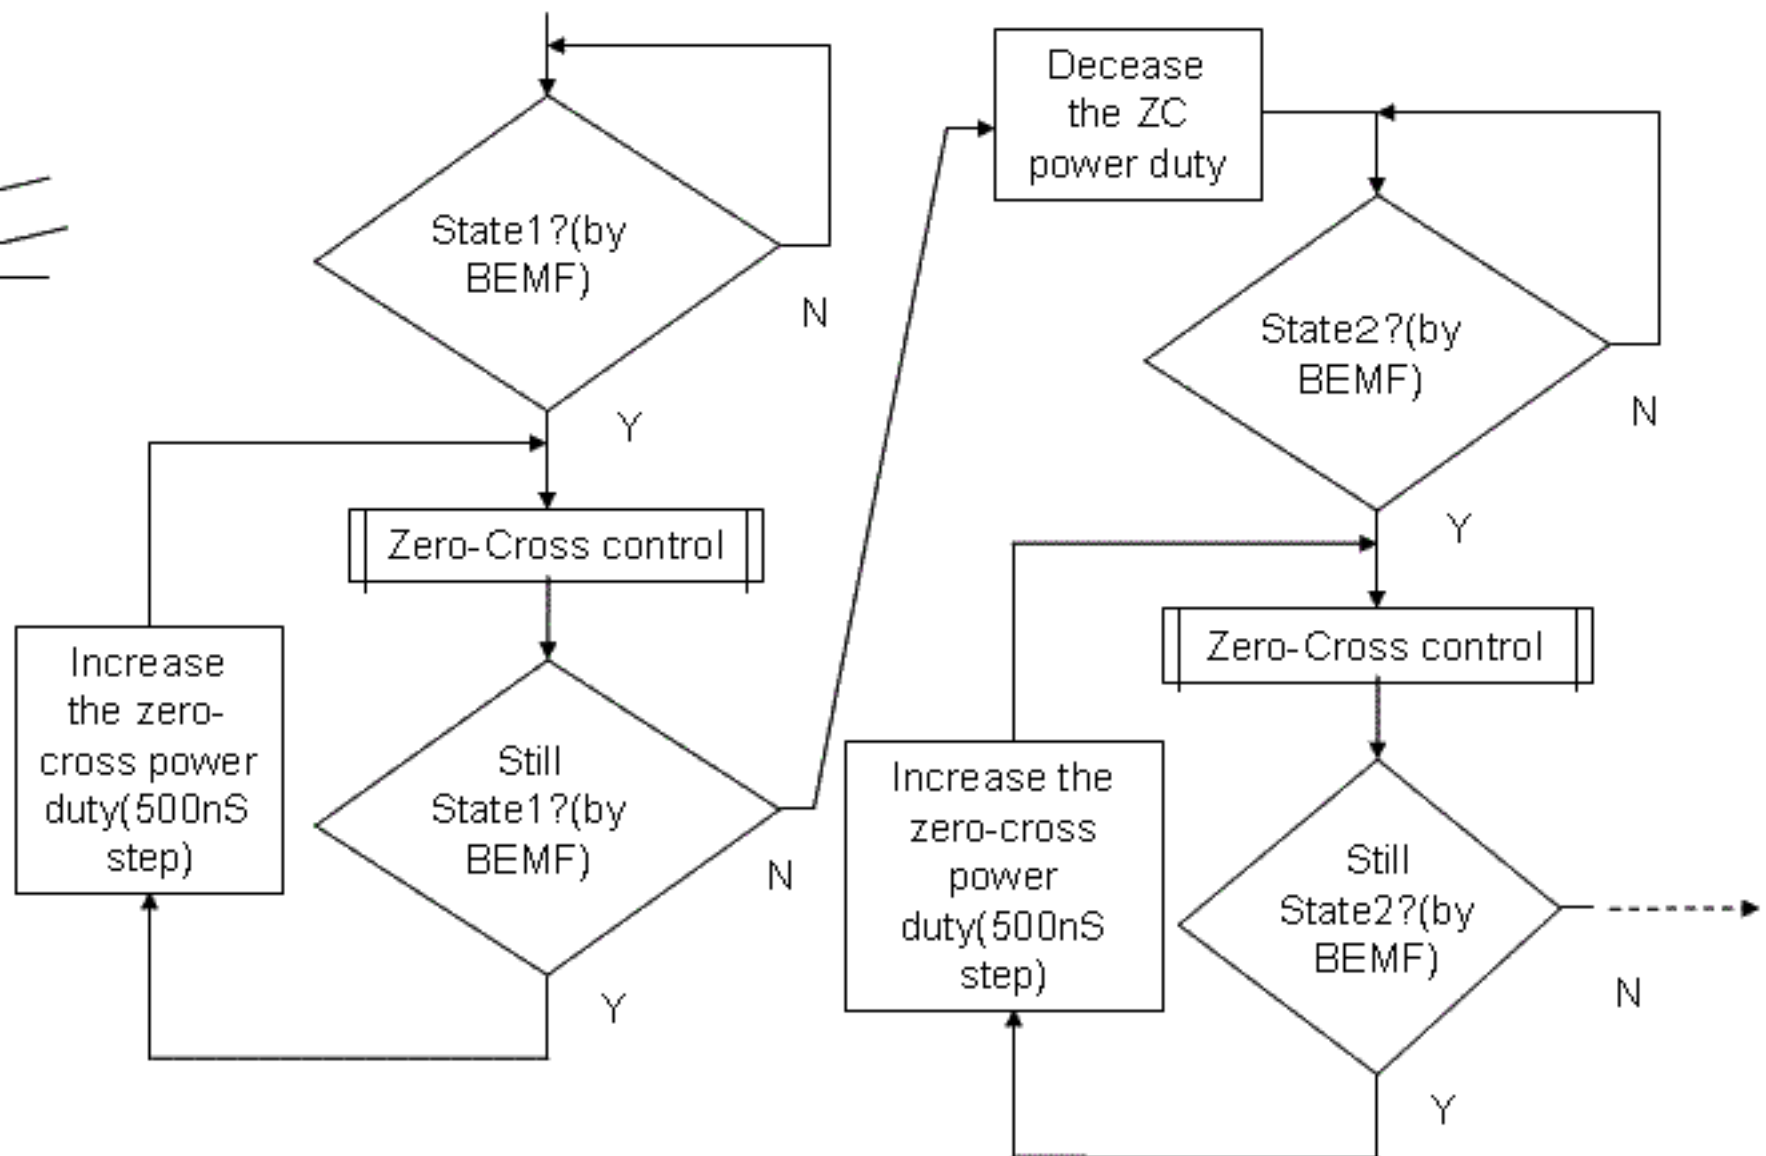 State1?(by
BEMF)
N
Y
Zero-Cross control
Increase
the zero-
cross power
duty(500nS
step)
Still
State1?(by
BEMF)
N
Y
Decease
the ZC
power duty
State2?(by
BEMF)
N
Y
Zero-Cross control
Increase the
zero-cross
power
duty(500nS
step)
Still
State2?(by
BEMF)
N
Y